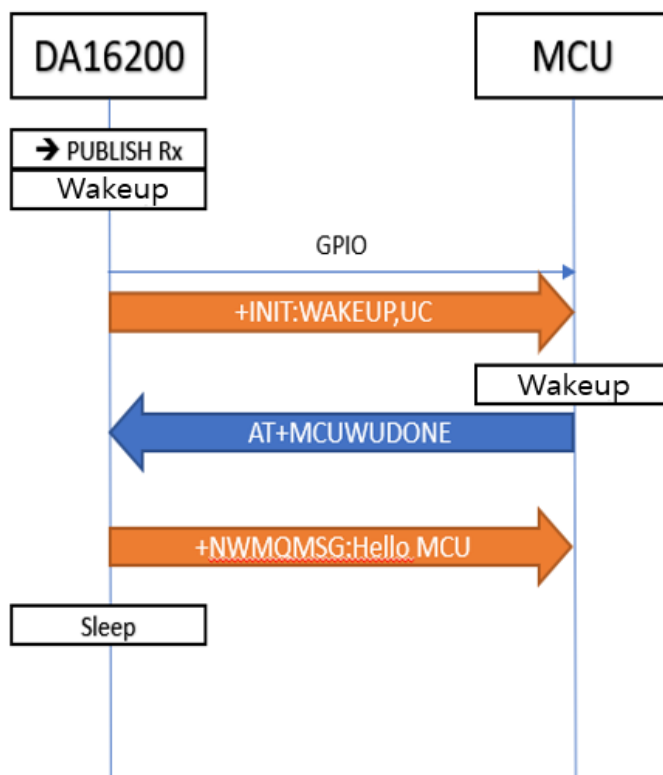 DA16200
MCU
➔ PUBLISH Rx
Wakeup
GPIO
+INIT:WAKEUP,UC
Wakeup
AT+MCUWUDONE
+NWMQMSG:Hello MCU
Sleep